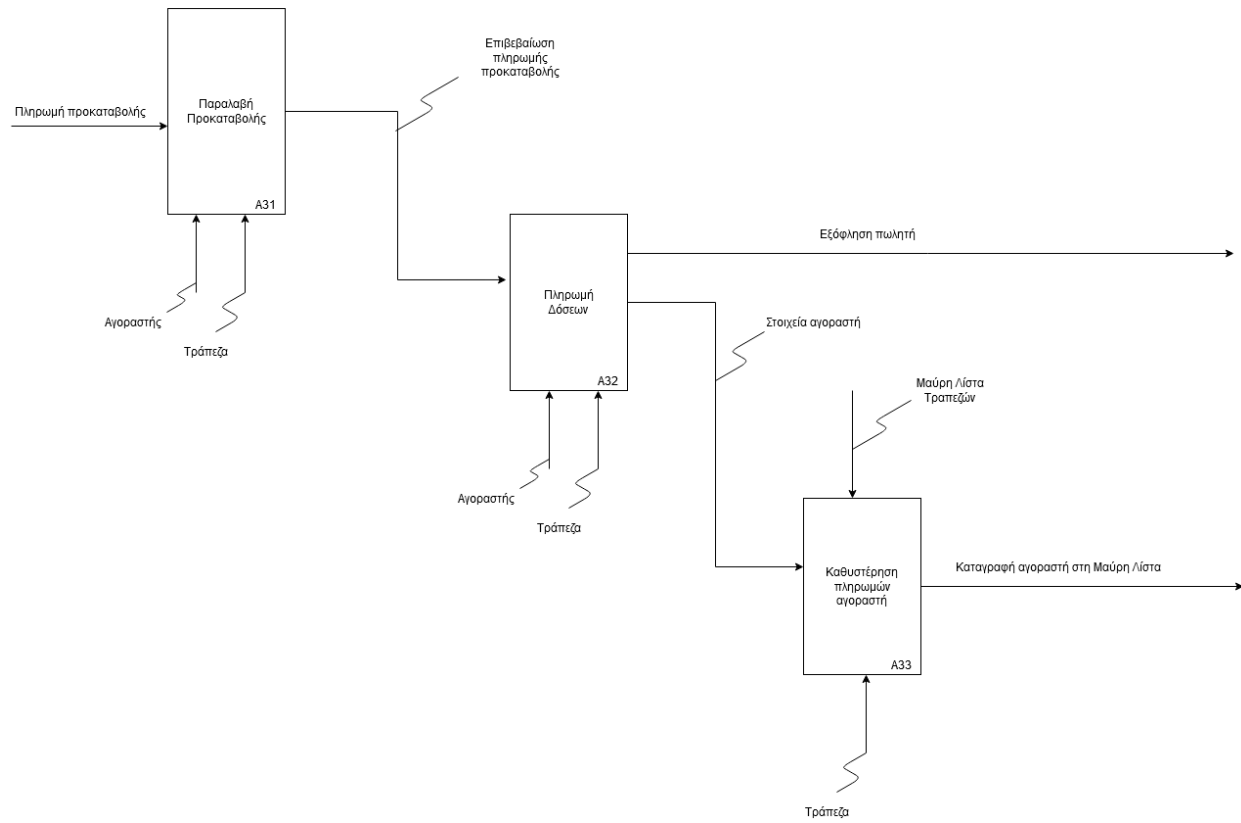 Επιβεβαίωση
πληρωμής
προκαταβολής
Πληρωμή προκαταβολής
Παραλαβή
Προκαταβολής
A31
Αγοραστής
Τράπεζα
Εξόφληση πωλητή
Πληρωμή
Δόσεων
A32
Στοιχεία αγοραστή
Αγοραστής
Τράπεζα
Μαύρη Λίστα
Τραπεζών
Καθυστέρηση
πληρωμών
αγοραστή
A33
Καταγραφή αγοραστή στη Μαύρη Λίστα
Τράπεζα